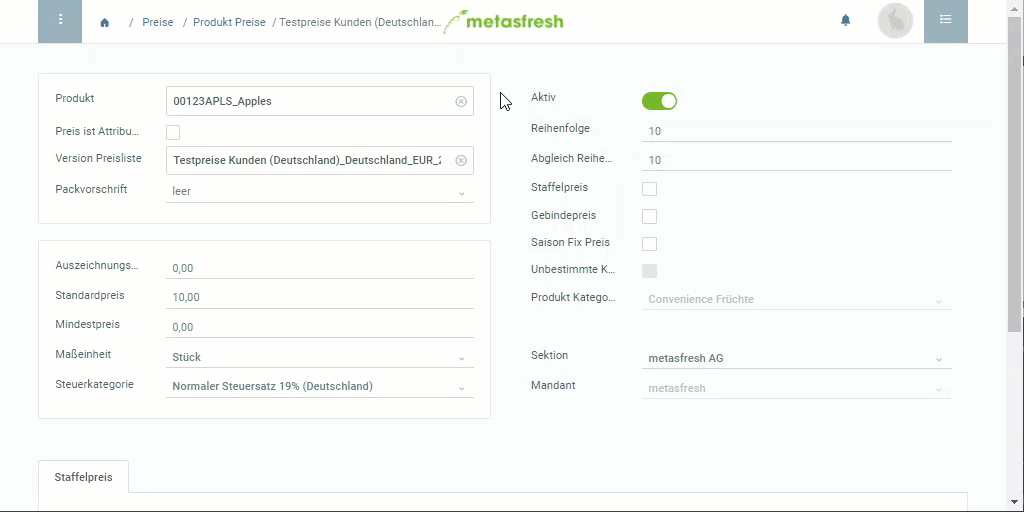 / Preise / Produkt Preise / Testpreise Kunden (Deutschlan...
metasfresh
Produkt
00123APLS_Apples
Preis ist Attribu...
Version Preisliste
Testpreise Kunden (Deutschland)_Deutschland_EUR_2
Packvorschrift
leer
Auszeichnungs...
0,00
Standardpreis
10,00
Mindestpreis
0,00
Maßeinheit
Stück
Steuerkategorie
Normaler Steuersatz 19% (Deutschland)
Aktiv
Reihenfolge
10
Abgleich Reihe...
10
Staffelpreis
Gebindepreis
Saison Fix Preis
Unbestimmte K...
Produkt Katego...
Convenience Früchte
Sektion
metasfresh AG
Mandant
metasfresh
Staffelpreis